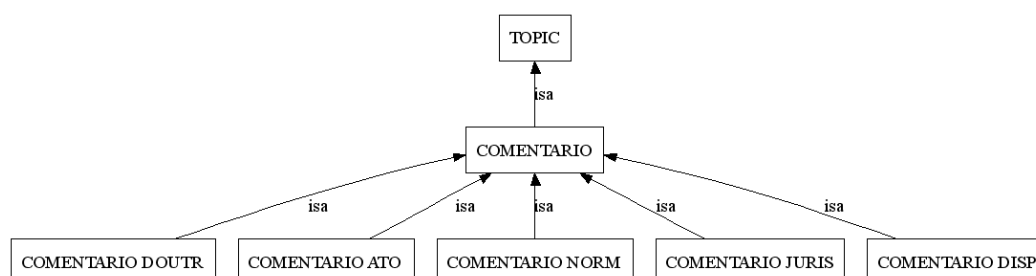 TOPIC
isa
COMENTARIO
isa isa isa isa isa
COMENTARIO DOUTR COMENTARIO ATO COMENTARIO NORM COMENTARIO JURIS COMENTARIO DISP